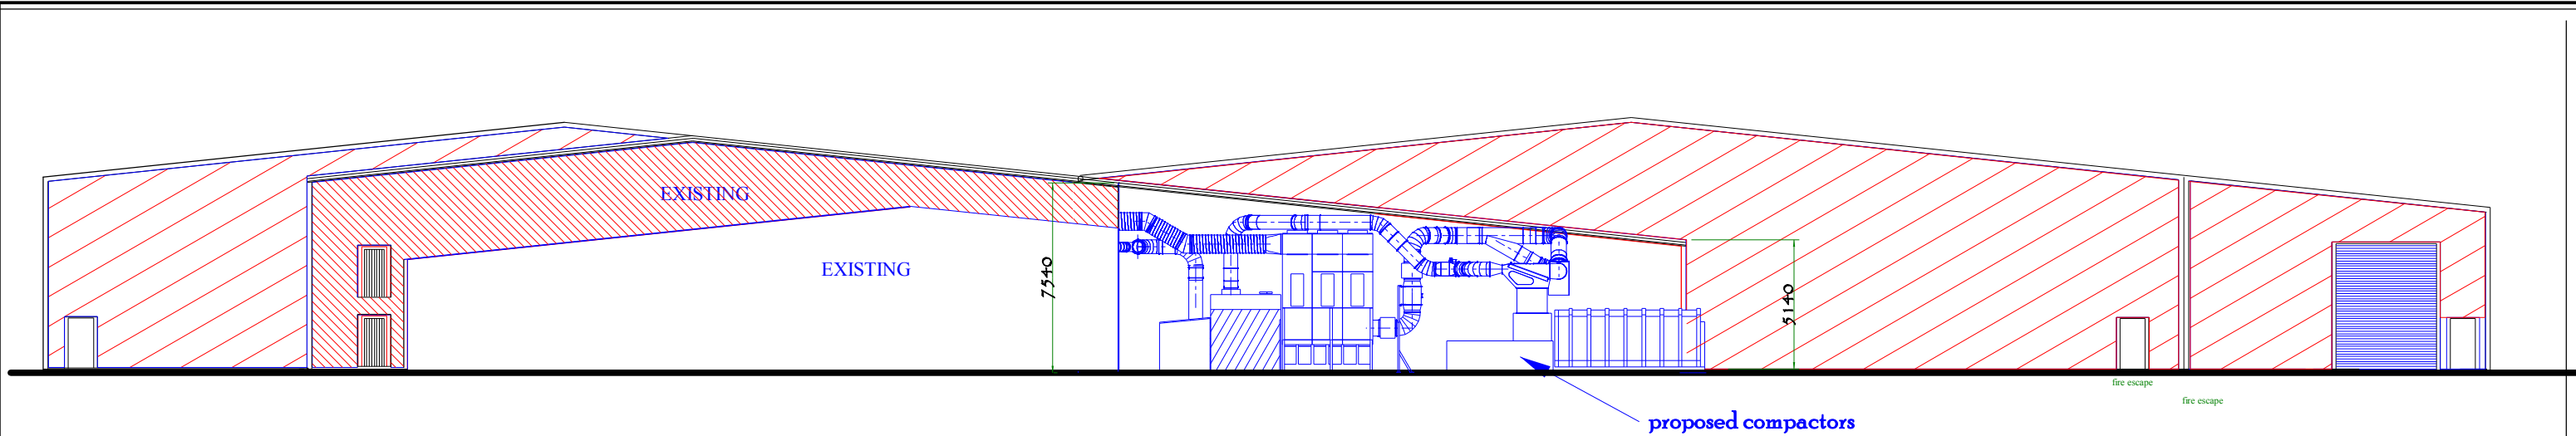 EXISTING
EXISTING
7540
5140
fire escape
fire escape
proposed compactors